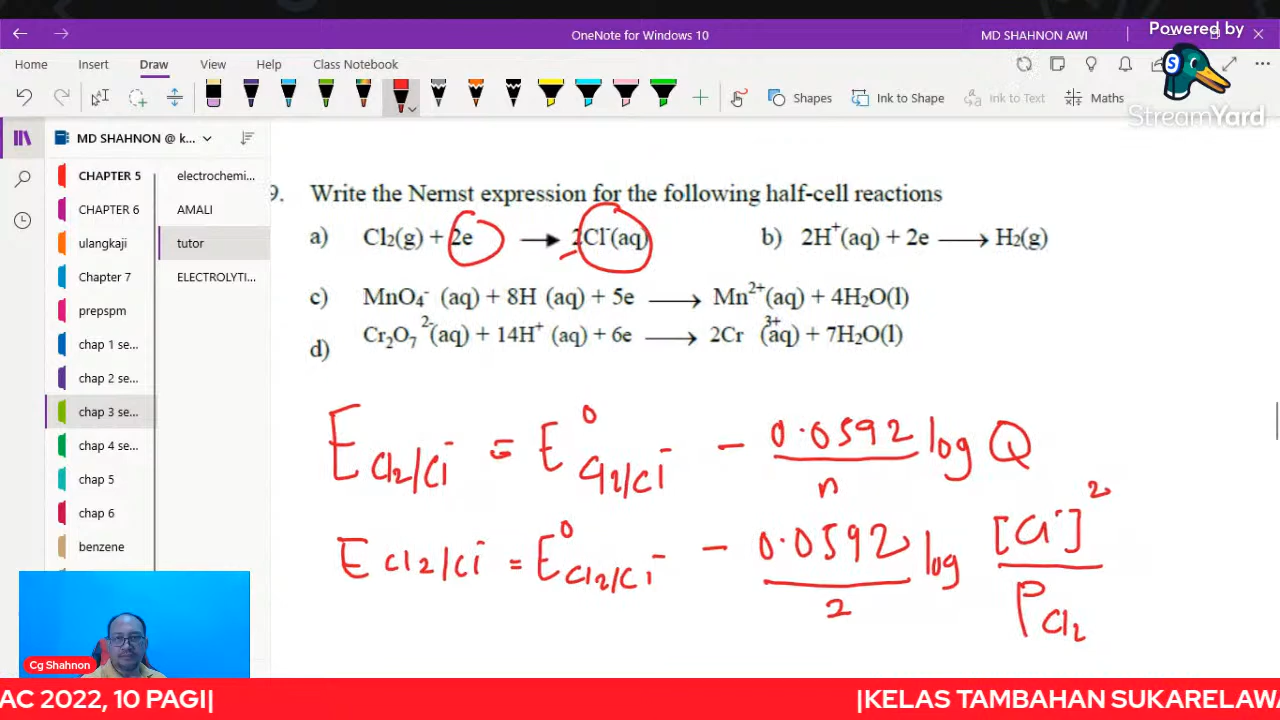 Powered by
StreamYard
OneNote for Windows 10
MD SHAHNON AWI
Home Insert Draw View Help Class Notebook
Shapes Ink to Shape Ink to Text Maths
MD SHAHNON @ k...
CHAPTER 5
CHAPTER 6
ulangkaji
Chapter 7
prepspm
chap 1 se...
chap 2 se...
chap 3 se...
chap 4 se...
chap 5
chap 6
benzene
electrochemi...
AMALI
tutor
ELECTROLYTI...
9. Write the Nernst expression for the following half-cell reactions
a) Cl₂(g) + 2e → 2Cl⁻(aq) b) 2H⁺(aq) + 2e → H₂(g)
c) MnO₄⁻ (aq) + 8H (aq) + 5e → Mn²⁺(aq) + 4H₂O(l)
d) Cr₂O₇²⁻(aq) + 14H⁺ (aq) + 6e → 2Cr³⁺(aq) + 7H₂O(l)
E Cl₂/Cl⁻ = E⁰ Cl₂/Cl⁻ − 0.0592/n log Q
E Cl₂/Cl⁻ = E⁰ Cl₂/Cl⁻ − 0.0592/2 log [Cl⁻]²/P Cl₂
Cg Shahnon
AC 2022, 10 PAGI| |KELAS TAMBAHAN SUKARELAWA